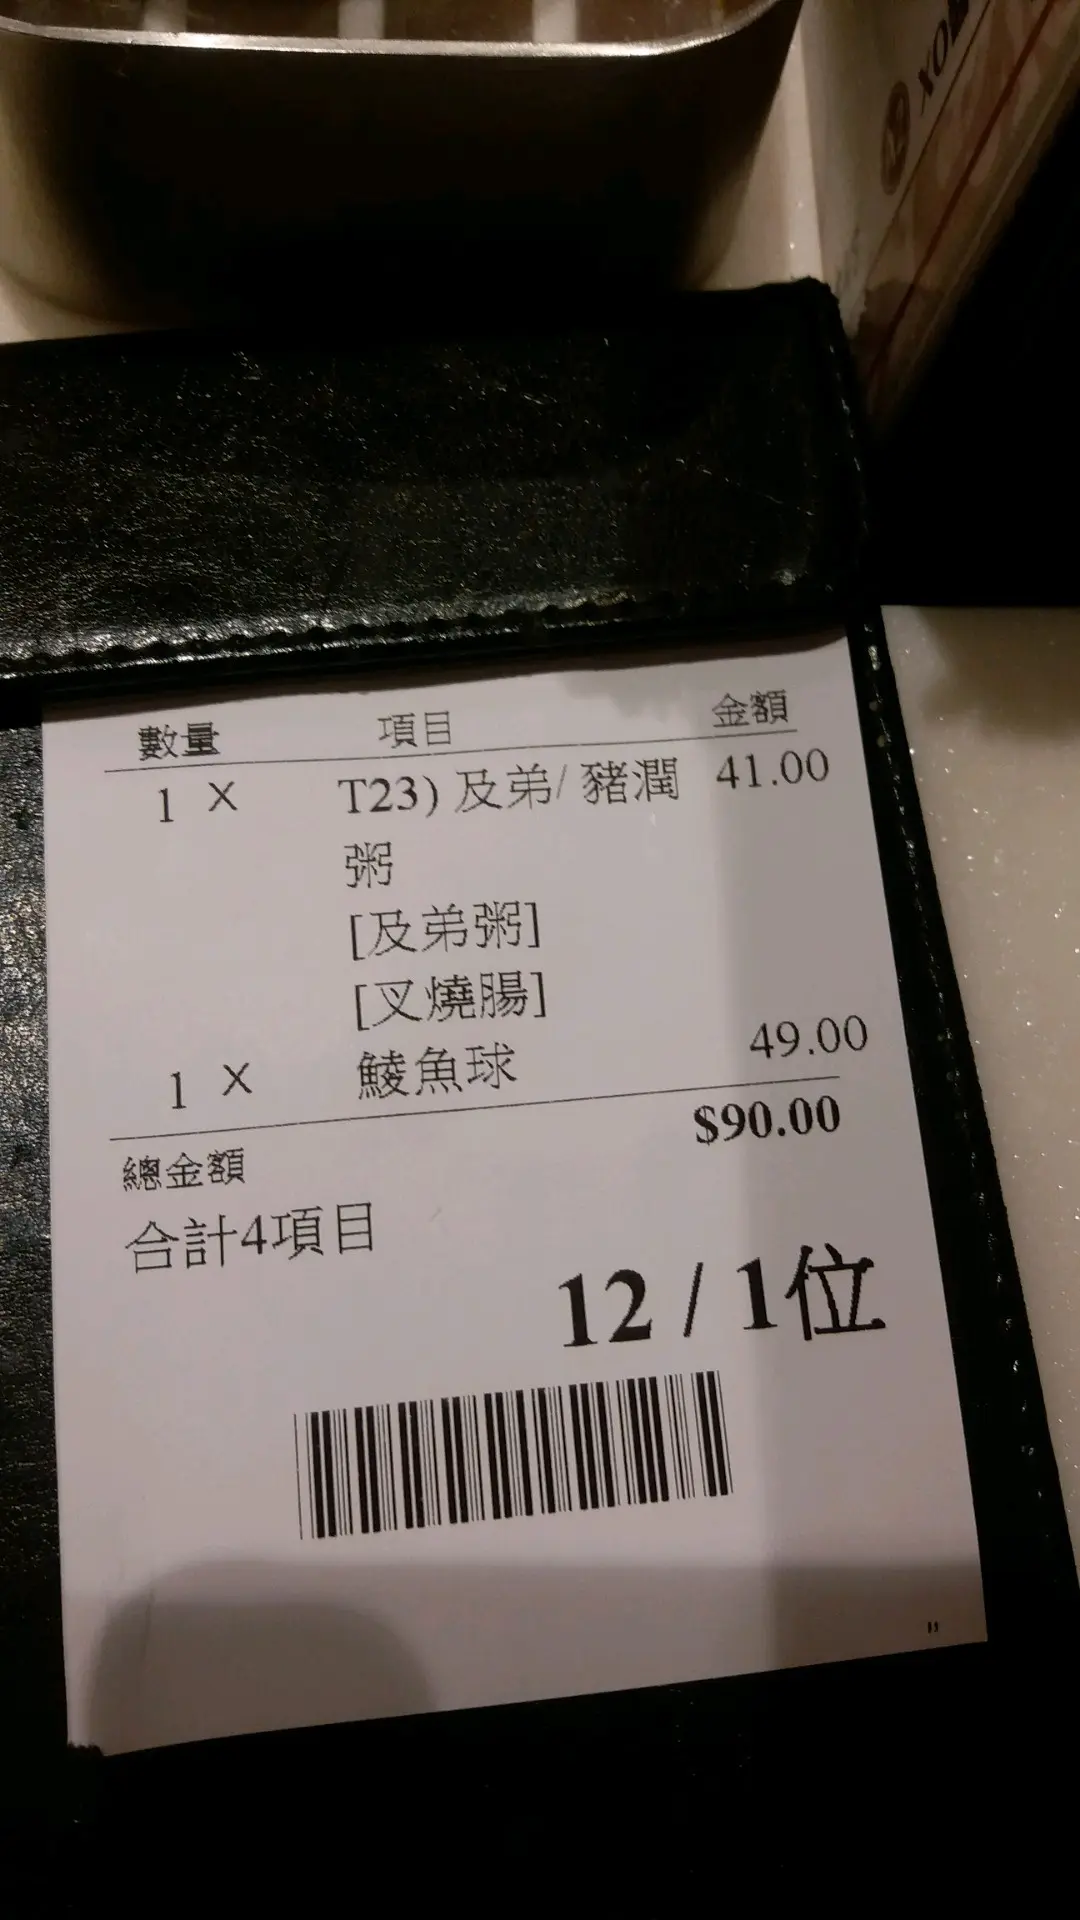 XO
數量 項目 金額
1 X T23) 及弟/ 豬潤 41.00
粥
[及弟粥]
[叉燒腸]
1 X 鯪魚球 49.00
$90.00
總金額
合計4項目
12 / 1位